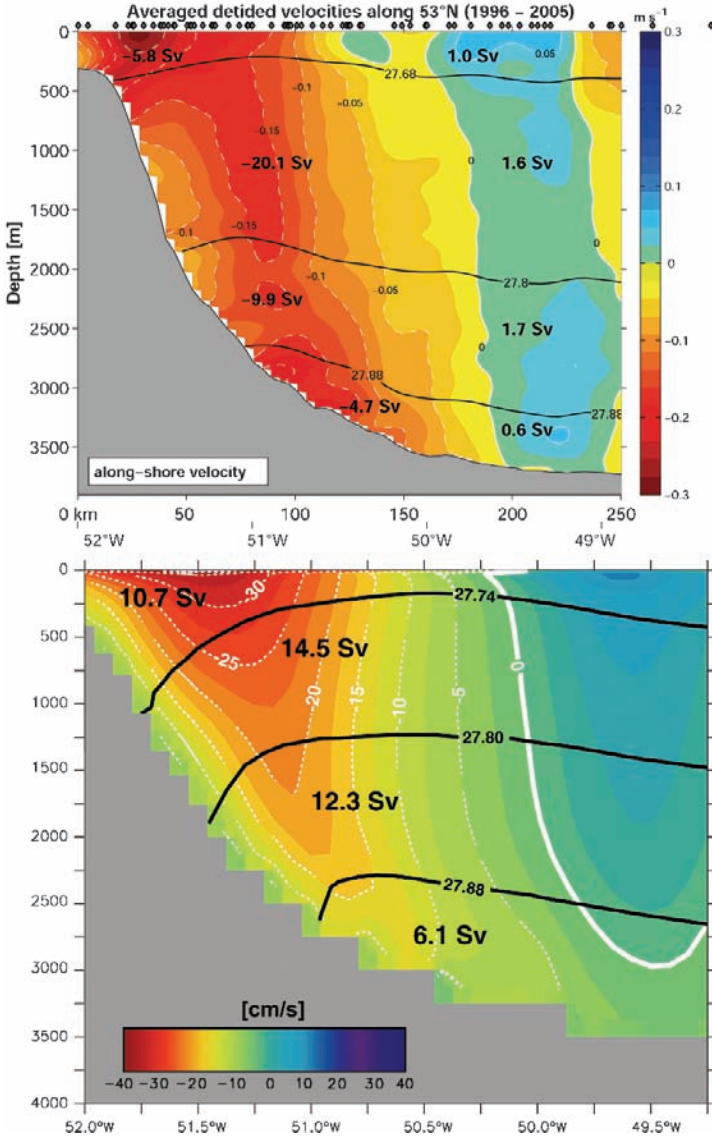 Averaged detided velocities along 53°N (1996 – 2005)
m s⁻¹
0
500
1000
1500
2000
2500
3000
3500
Depth [m]
−5.8 Sv
1.0 Sv
0.05
27.68
−0.1
−0.05
−0.15
−20.1 Sv
1.6 Sv
0
−0.1
−0.15
0
−0.1
−0.05
27.8
−9.9 Sv
1.7 Sv
0
27.88
−4.7 Sv
27.88
0.6 Sv
along−shore velocity
0.3
0.2
0.1
0
−0.1
−0.2
−0.3
0 km
50
100
150
200
250
52°W
51°W
50°W
49°W
0
500
1000
1500
2000
2500
3000
3500
4000
10.7 Sv
-30
27.74
14.5 Sv
-25
-20
-15
-10
-5
0
27.80
12.3 Sv
27.88
6.1 Sv
[cm/s]
−40 −30 −20 −10 0 10 20 30 40
52.0°W
51.5°W
51.0°W
50.5°W
50.0°W
49.5°W